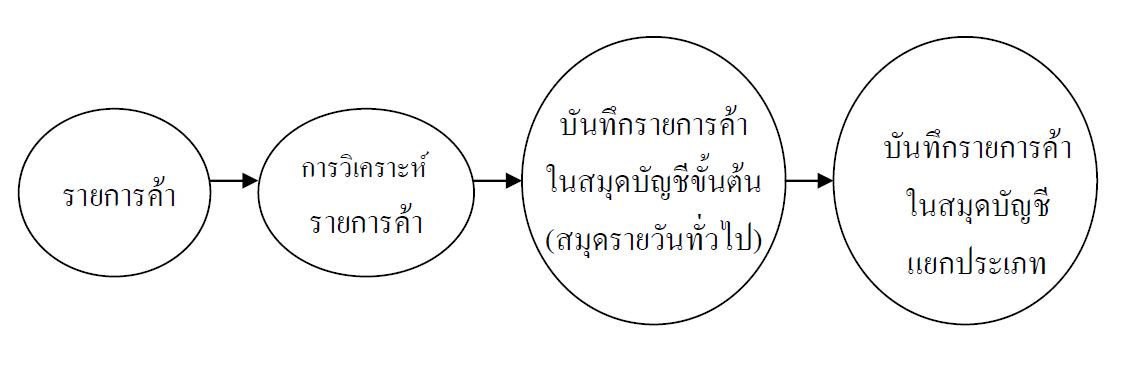 รายการค้า
การวิเคราะห์
รายการค้า
บันทึกรายการค้า
ในสมุดบัญชีขั้นต้น
(สมุดรายวันทั่วไป)
บันทึกรายการค้า
ในสมุดบัญชี
แยกประเภท